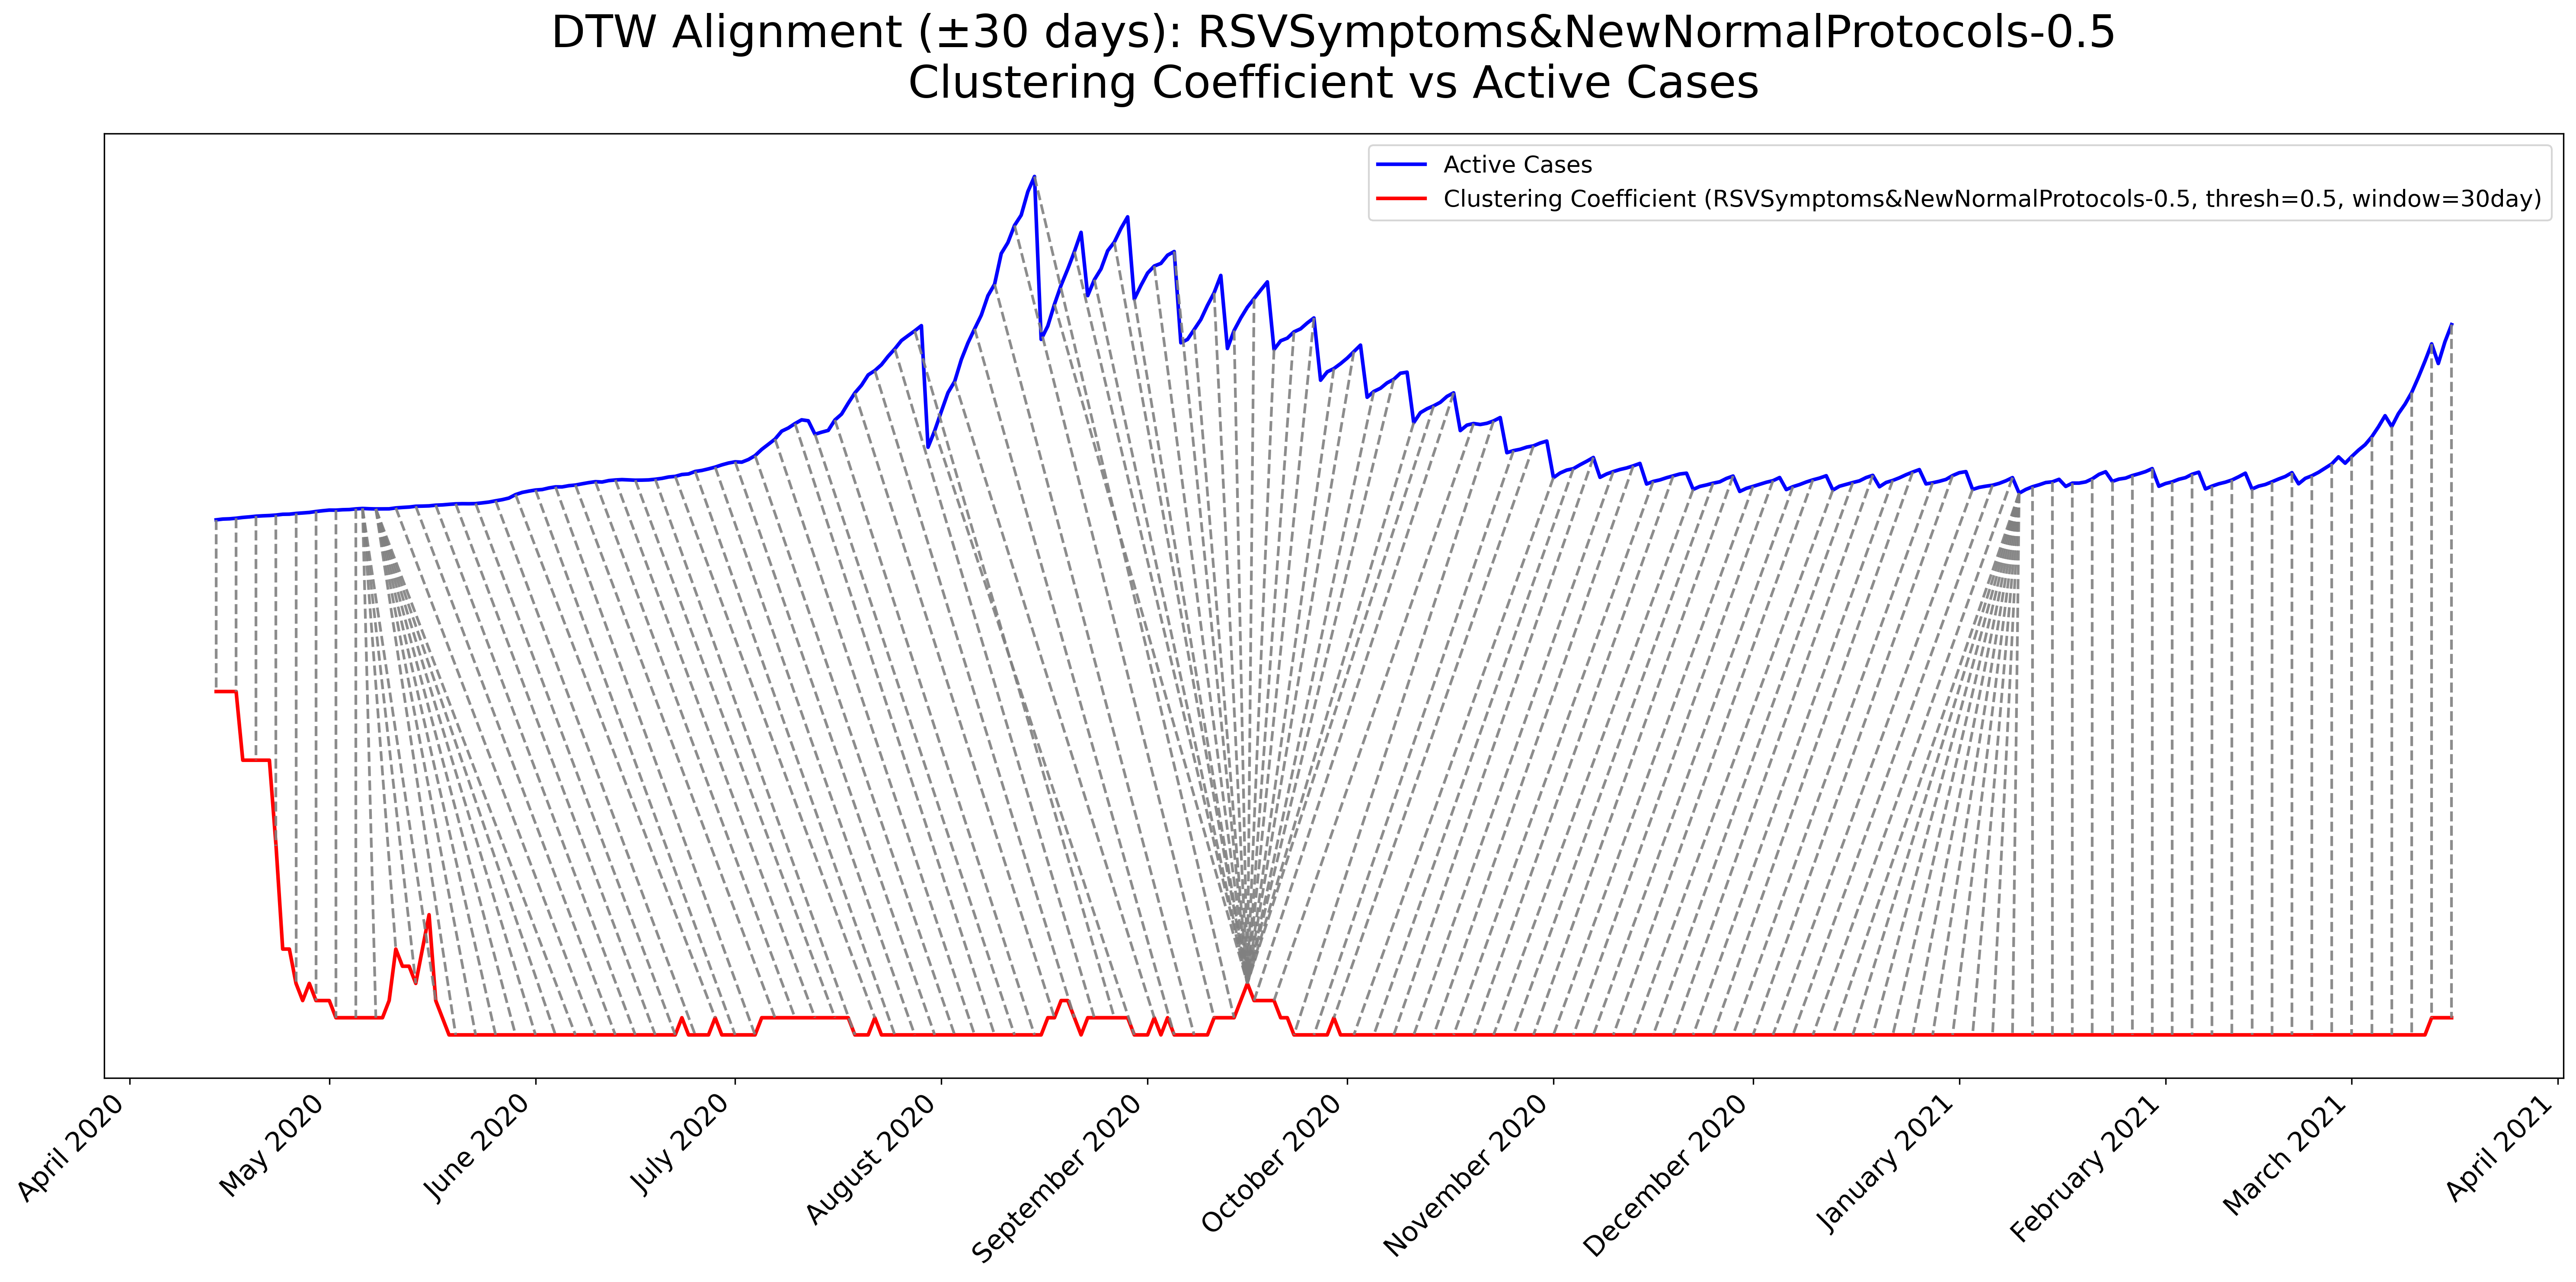 DTW Alignment (±30 days): RSVSymptoms&NewNormalProtocols-0.5
Clustering Coefficient vs Active Cases
Active Cases
Clustering Coefficient (RSVSymptoms&NewNormalProtocols-0.5, thresh=0.5, window=30day)
April 2020
May 2020
June 2020
July 2020
August 2020
September 2020
October 2020
November 2020
December 2020
January 2021
February 2021
March 2021
April 2021